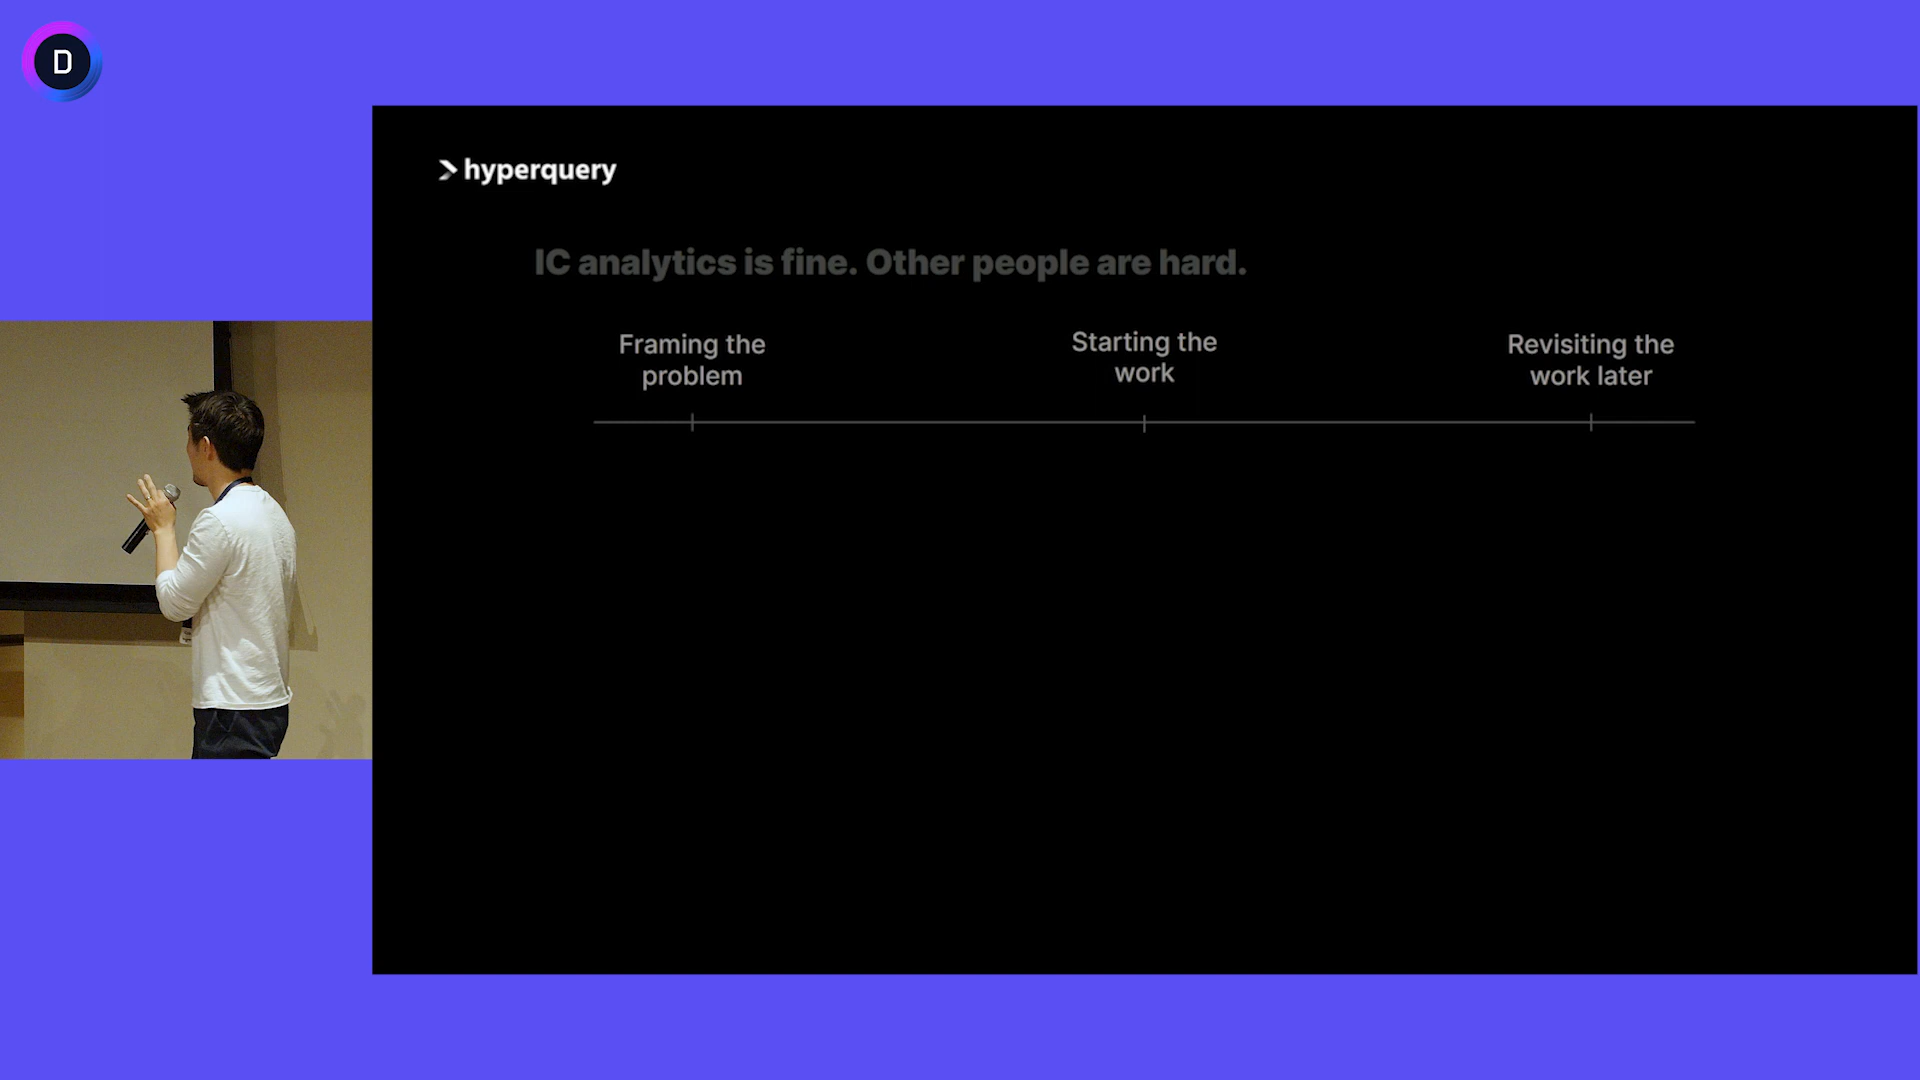 D
hyperquery
IC analytics is fine. Other people are hard.
Framing the
problem
Starting the
work
Revisiting the
work later